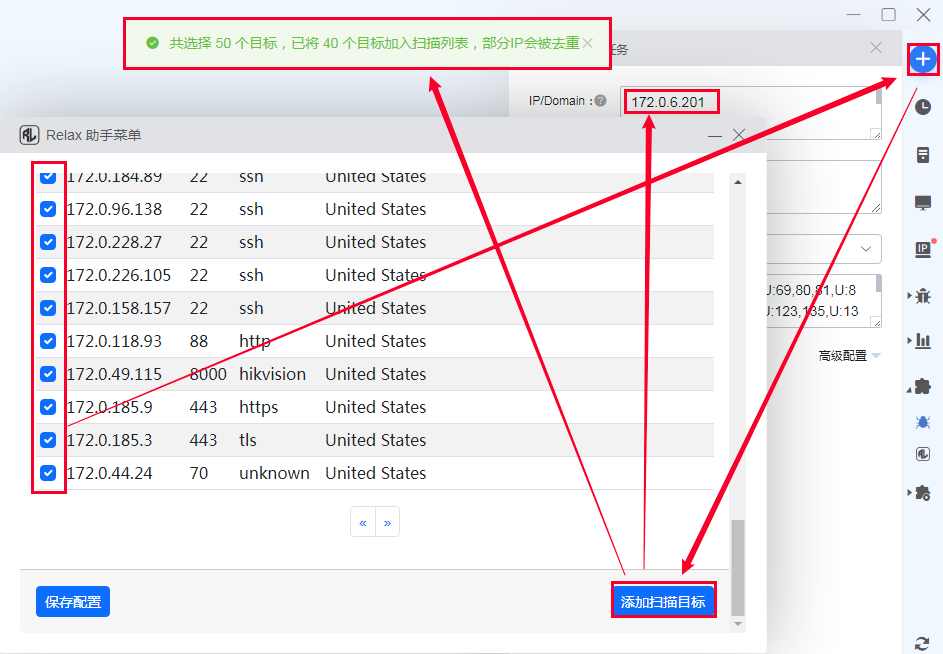 共选择 50 个目标，已将 40 个目标加入扫描列表，部分IP会被去重
任务
IP/Domain :
172.0.6.201
Relax 助手菜单
172.0.184.89 22 ssh United States
172.0.96.138 22 ssh United States
172.0.228.27 22 ssh United States
172.0.226.105 22 ssh United States
172.0.158.157 22 ssh United States
172.0.118.93 88 http United States
172.0.49.115 8000 hikvision United States
172.0.185.9 443 https United States
172.0.185.3 443 tls United States
172.0.44.24 70 unknown United States
IP
U:69,80,81,U:8
U:123,135,U:13
高级配置
« »
保存配置
添加扫描目标